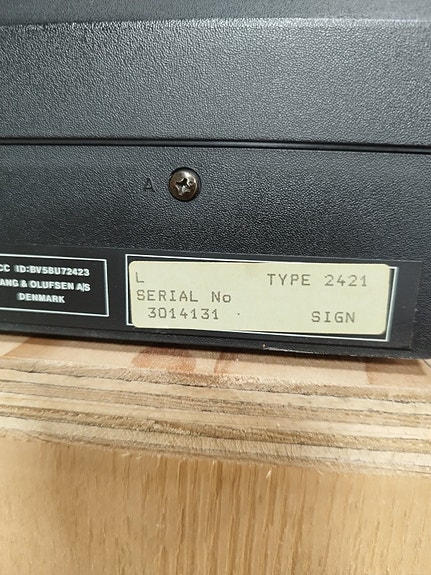 A
CC ID:BV5BU72423
ANG & OLUFSEN A/S
DENMARK
L TYPE 2421
SERIAL No
3014131
SIGN